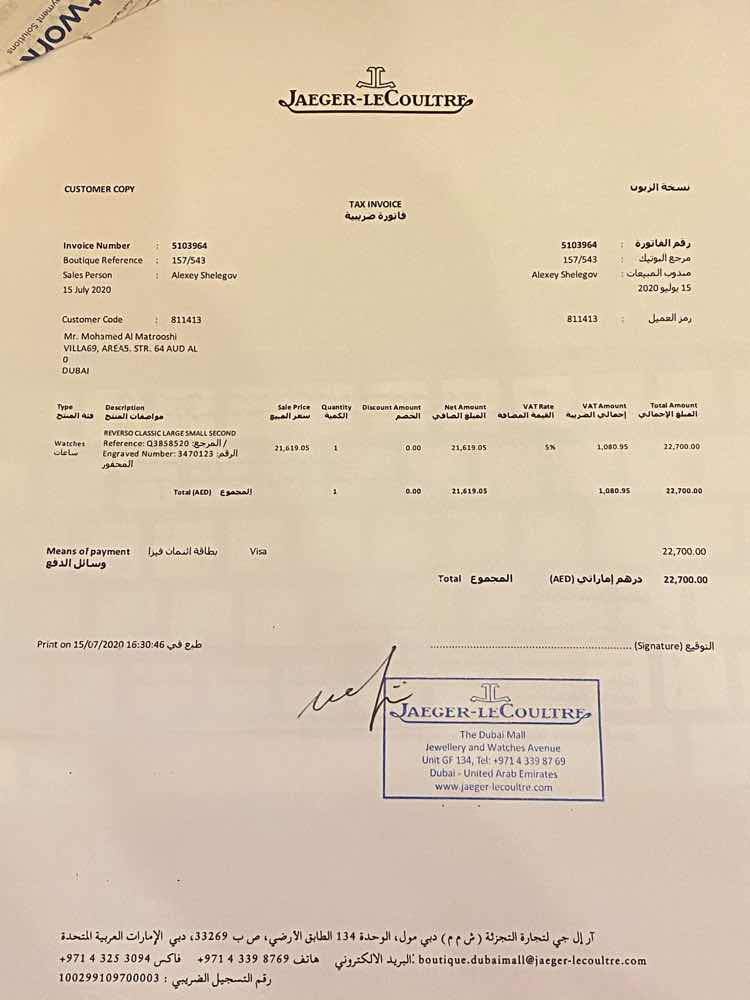 work
yment Solutions
JAEGER-LECOULTRE
CUSTOMER COPY نسخة الزبون
TAX INVOICE
فاتورة ضريبية
Invoice Number : 5103964 5103964 : رقم الفاتورة
Boutique Reference : 157/543 157/543 : مرجع البوتيك
Sales Person : Alexey Shelegov Alexey Shelegov : مندوب المبيعات
15 July 2020 15 يوليو 2020
Customer Code : 811413 811413 : رمز العميل
Mr. Mohamed Al Matrooshi
VILLA69, AREA5. STR. 64 AUD AL
0
DUBAI
Type Description Sale Price Quantity Discount Amount Net Amount VAT Rate VAT Amount Total Amount
فئة المنتج مواصفات المنتج سعر المبيع الكمية الخصم المبلغ الصافي القيمة المضافة إجمالي الضريبة المبلغ الإجمالي
REVERSO CLASSIC LARGE SMALL SECOND
Watches Reference: Q3858520 المرجع: / 21,619.05 1 0.00 21,619.05 5% 1,080.95 22,700.00
ساعات Engraved Number: 3470123 الرقم:
المحفور
Total (AED) المجموع 1 0.00 21,619.05 1,080.95 22,700.00
Means of payment بطاقة ائتمان فيزا Visa 22,700.00
وسائل الدفع
Total المجموع (AED) درهم إماراتي 22,700.00
Print on 15/07/2020 16:30:46 طبع في (Signature) التوقيع
JAEGER-LECOULTRE
The Dubai Mall
Jewellery and Watches Avenue
Unit GF 134, Tel: +971 4 339 87 69
Dubai - United Arab Emirates
www.jaeger-lecoultre.com
آر إل جي لتجارة التجزئة (ش م م) دبي مول، الوحدة 134 الطابق الأرضي، ص ب 33269، دبي الإمارات العربية المتحدة
هاتف 8769 339 4 971+ فاكس 3094 325 4 971+ البريد الالكتروني: boutique.dubaimall@jaeger-lecoultre.com
رقم التسجيل الضريبي : 100299109700003